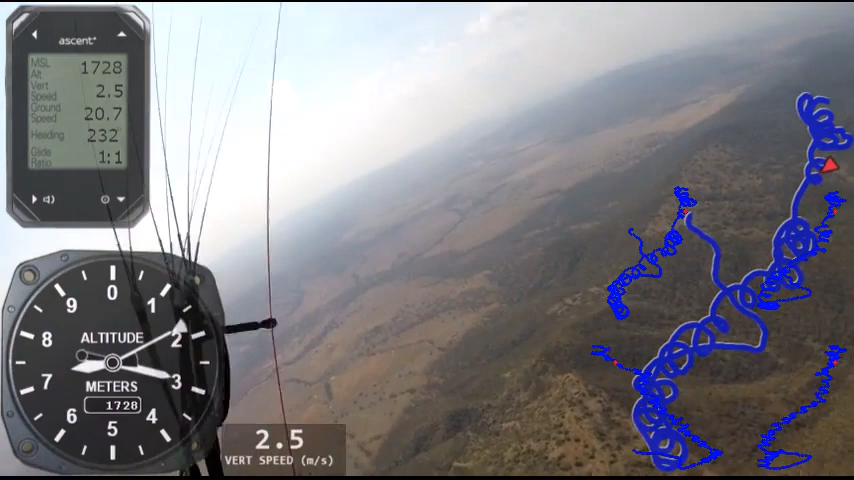 ascent+
MSL Alt. 1728
Vert Speed 2.5
Ground Speed 20.7
Heading 232
Glide Ratio 1:1
0
9 1
8 ALTITUDE 2
7 METERS 3
1728
6 4
5
2.5
VERT SPEED (m/s)